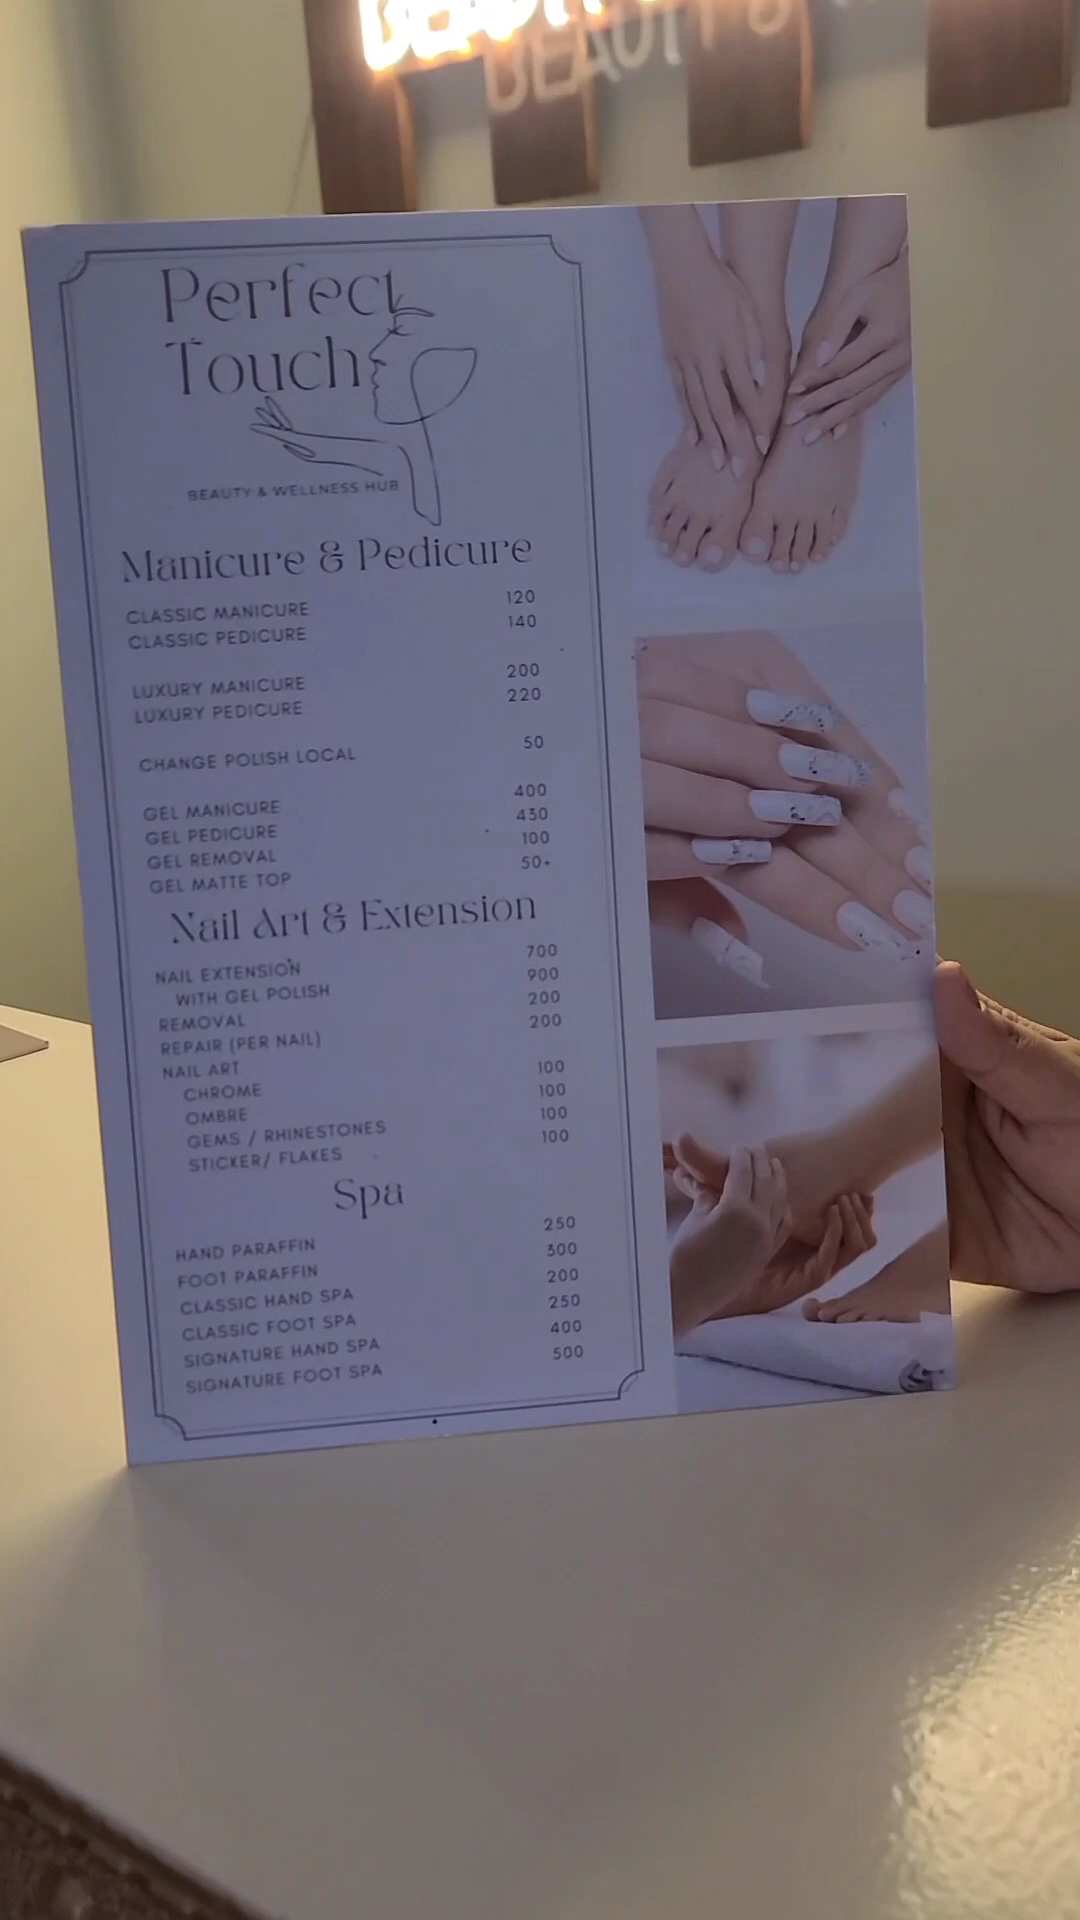 BEAUTY &
BEAUTY &
Perfect
Touch
BEAUTY & WELLNESS HUB
Manicure & Pedicure
CLASSIC MANICURE 120
CLASSIC PEDICURE 140
LUXURY MANICURE 200
LUXURY PEDICURE 220
CHANGE POLISH LOCAL 50
GEL MANICURE 400
GEL PEDICURE 430
GEL REMOVAL 100
GEL MATTE TOP 50+
Nail Art & Extension
NAIL EXTENSION 700
WITH GEL POLISH 900
REMOVAL 200
REPAIR (PER NAIL) 200
NAIL ART
CHROME 100
OMBRE 100
GEMS / RHINESTONES 100
STICKER/ FLAKES 100
Spa
HAND PARAFFIN 250
FOOT PARAFFIN 300
CLASSIC HAND SPA 200
CLASSIC FOOT SPA 250
SIGNATURE HAND SPA 400
SIGNATURE FOOT SPA 500